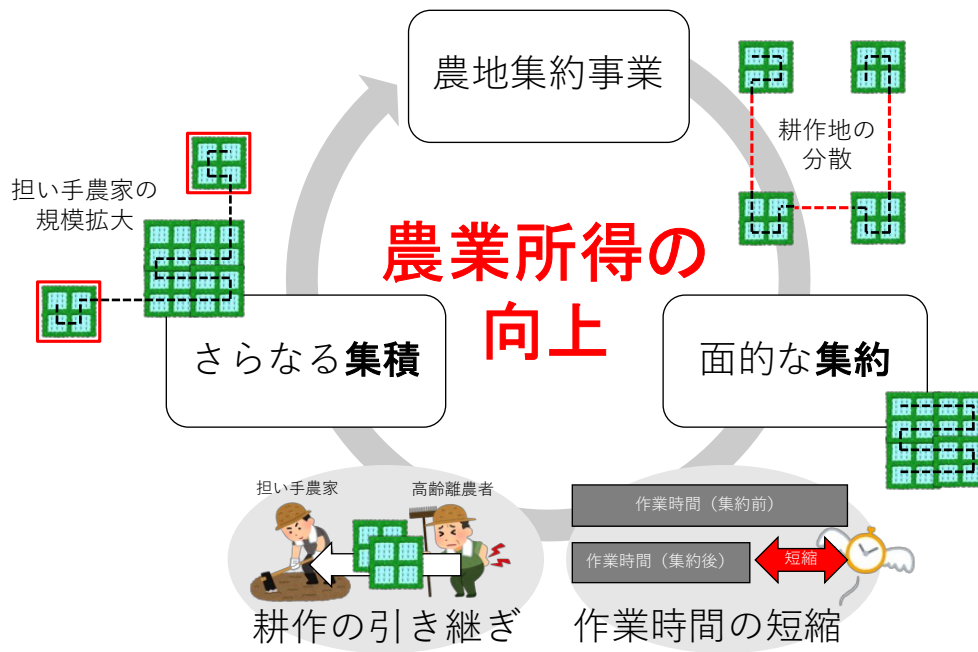 農地集約事業
耕作地の
分散
担い手農家の
規模拡大
農業所得の
向上
さらなる集積
面的な集約
担い手農家
高齢離農者
作業時間（集約前）
作業時間（集約後）
短縮
耕作の引き継ぎ
作業時間の短縮